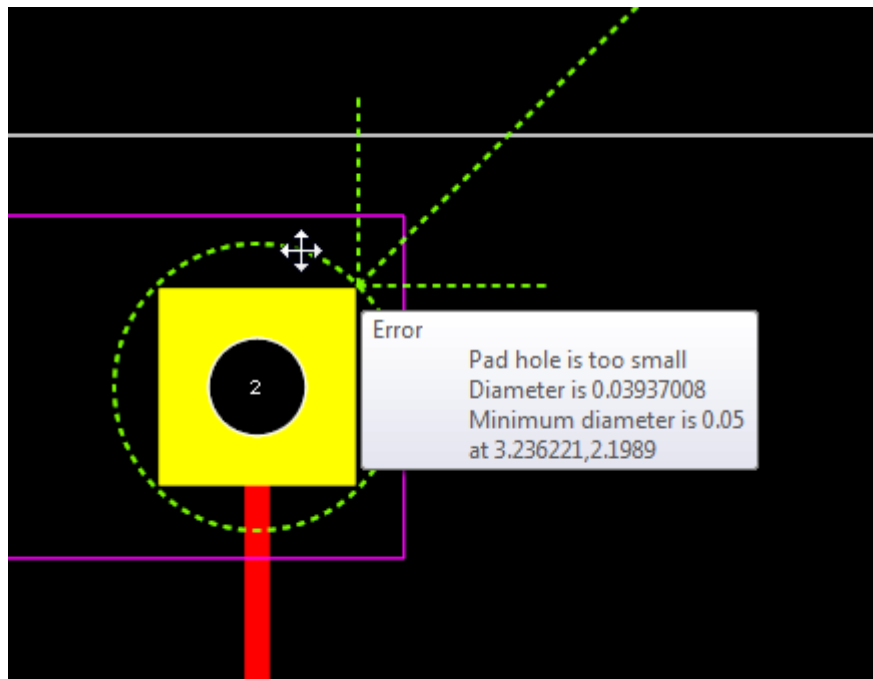 Error
Pad hole is too small
Diameter is 0.03937008
2
Minimum diameter is 0.05
at 3.236221,2.1989